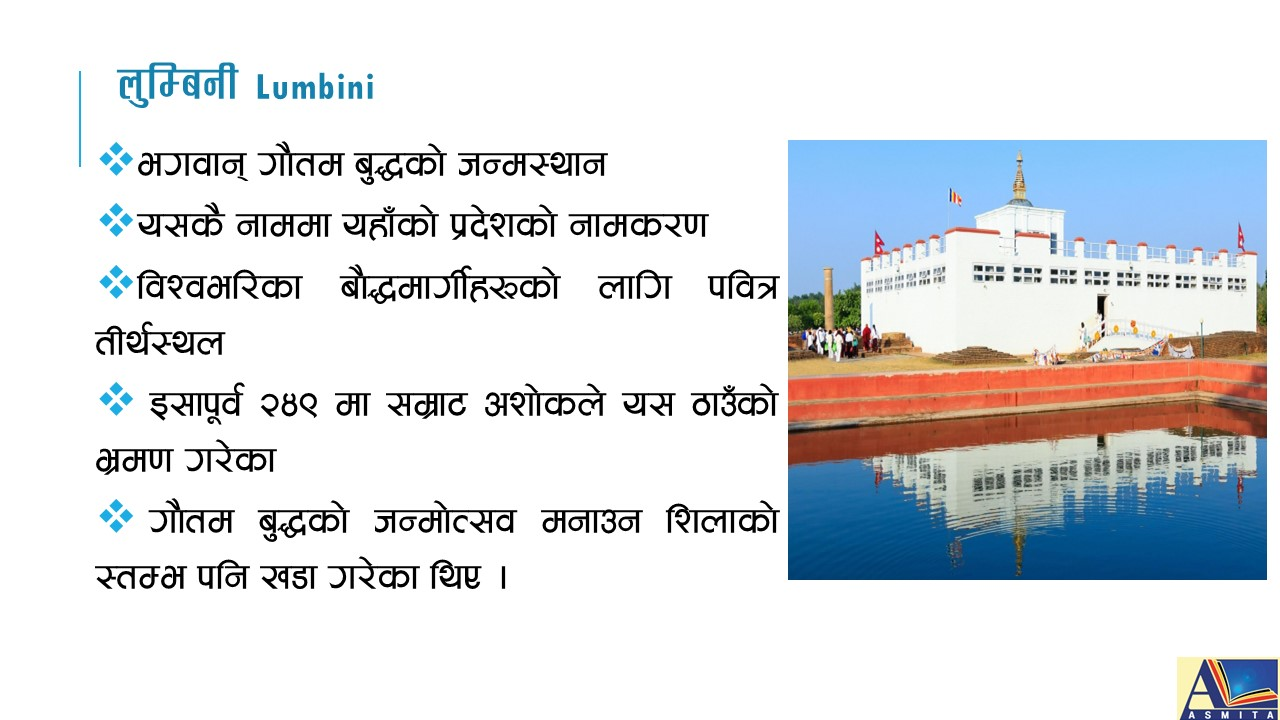 लुम्बिनी Lumbini
❖भगवान् गौतम बुद्धको जन्मस्थान
❖यसकै नाममा यहाँको प्रदेशको नामकरण
❖विश्वभरिका बौद्धमार्गीहरूको लागि पवित्र
तीर्थस्थल
❖ इसापूर्व २४९ मा सम्राट अशोकले यस ठाउँको
भ्रमण गरेका
❖ गौतम बुद्धको जन्मोत्सव मनाउन शिलाको
स्तम्भ पनि खडा गरेका थिए ।
ASMITA